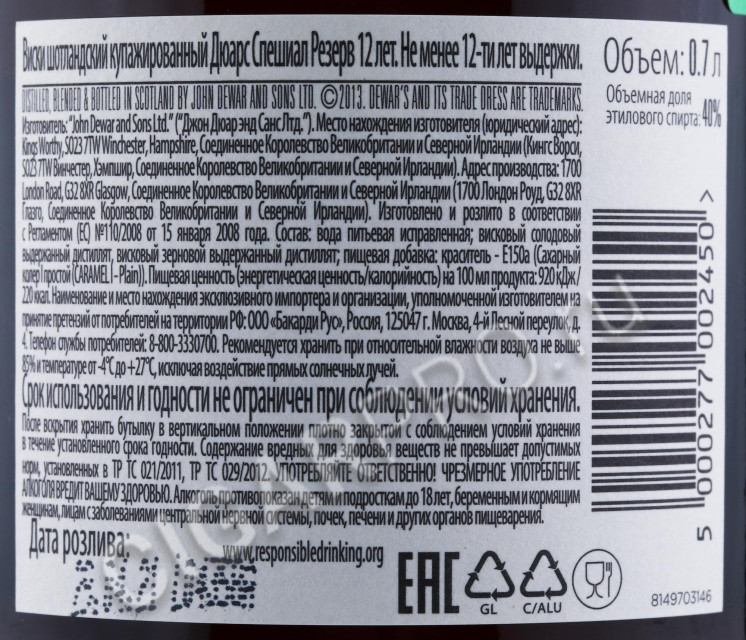 Виски шотландский купажированный Дюарс Спешиал Резерв 12 лет. Не менее 12-ти лет выдержки.
DISTILLED, BLENDED & BOTTLED IN SCOTLAND BY JOHN DEWAR AND SONS LTD. ©2013. DEWAR'S AND ITS TRADE DRESS ARE TRADEMARKS.
Изготовитель: "John Dewar and Sons Ltd." ("Джон Дюар энд Санс Лтд."). Место нахождения изготовителя (юридический адрес):
Kings Worthy, SO23 7TW Winchester, Hampshire, Соединенное Королевство Великобритании и Северной Ирландии (Кингс Ворси,
SO23 7TW Винчестер, Хэмпшир, Соединенное Королевство Великобритании и Северной Ирландии). Адрес производства: 1700
London Road, G32 8XR Glasgow, Соединенное Королевство Великобритании и Северной Ирландии (1700 Лондон Роуд, G32 8XR
Глазго, Соединенное Королевство Великобритании и Северной Ирландии). Изготовлено и розлито в соответствии
с Регламентом (ЕС) №110/2008 от 15 января 2008 года. Состав: вода питьевая исправленная; висковый солодовый
выдержанный дистиллят, висковый зерновой выдержанный дистиллят; пищевая добавка: краситель - E150a (Сахарный
колер I простой (CARAMEL I - Plain)). Пищевая ценность (энергетическая ценность/калорийность) на 100 мл продукта: 920 кДж/
220 ккал. Наименование и место нахождения эксклюзивного импортера и организации, уполномоченной изготовителем на
принятие претензий от потребителей на территории РФ: ООО «Бакарди Рус», Россия, 125047 г. Москва, 4-й Лесной переулок, д.
4. Телефон службы потребителей: 8-800-3330700. Рекомендуется хранить при относительной влажности воздуха не выше
85% и температуре от -4°C до +27°C, исключая воздействие прямых солнечных лучей.
Срок использования и годности не ограничен при соблюдении условий хранения.
После вскрытия хранить бутылку в вертикальном положении плотно закрытой с соблюдением условий хранения
в течение установленного срока годности. Содержание вредных для здоровья веществ не превышает допустимых
норм, установленных в ТР ТС 021/2011, ТР ТС 029/2012. УПОТРЕБЛЯЙТЕ ОТВЕТСТВЕННО! ЧРЕЗМЕРНОЕ УПОТРЕБЛЕНИЕ
АЛКОГОЛЯ ВРЕДИТ ВАШЕМУ ЗДОРОВЬЮ. Алкоголь противопоказан детям и подросткам до 18 лет, беременным и кормящим
женщинам, лицам с заболеваниями центральной нервной системы, почек, печени и других органов пищеварения.
Дата розлива:
www.responsibledrinking.org
EAC
GL
C/ALU
Объем: 0.7 л
Объемная доля
этилового спирта: 40%
5 000277 002450 >
8149703146
CIGARPRO.ru